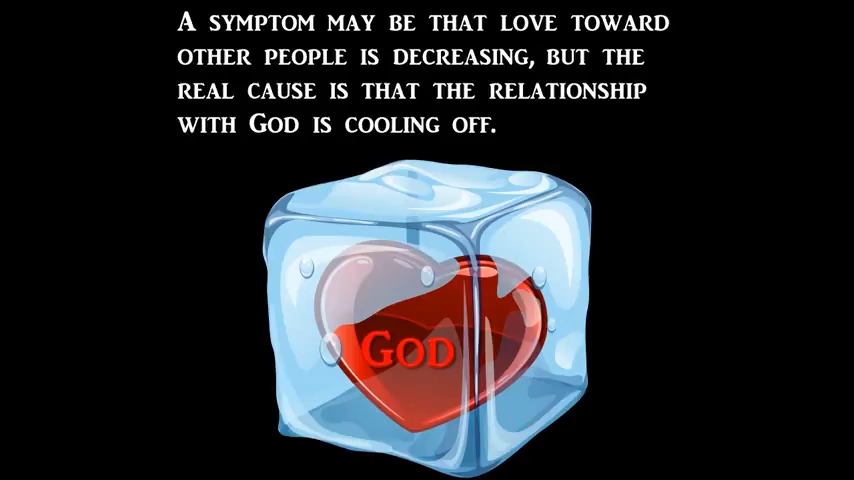 A symptom may be that love toward
other people is decreasing, but the
real cause is that the relationship
with God is cooling off.
God